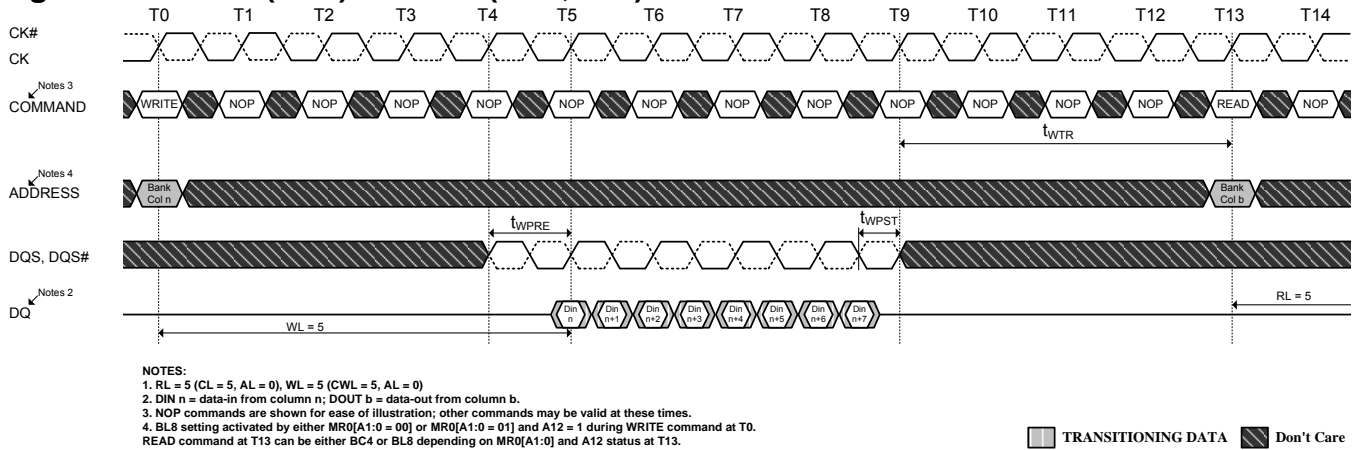 T0 T1 T2 T3 T4 T5 T6 T7 T8 T9 T10 T11 T12 T13 T14
CK#
CK
Notes 3
COMMAND
WRITE NOP NOP NOP NOP NOP NOP NOP NOP NOP NOP NOP NOP READ NOP
tWTR
Notes 4
ADDRESS
Bank
Col n
Bank
Col b
tWPRE
tWPST
DQS, DQS#
Notes 2
DQ
Din
n
Din
n+1
Din
n+2
Din
n+3
Din
n+4
Din
n+5
Din
n+6
Din
n+7
RL = 5
WL = 5
NOTES:
1. RL = 5 (CL = 5, AL = 0), WL = 5 (CWL = 5, AL = 0)
2. DIN n = data-in from column n; DOUT b = data-out from column b.
3. NOP commands are shown for ease of illustration; other commands may be valid at these times.
4. BL8 setting activated by either MR0[A1:0 = 00] or MR0[A1:0 = 01] and A12 = 1 during WRITE command at T0.
READ command at T13 can be either BC4 or BL8 depending on MR0[A1:0] and A12 status at T13.
TRANSITIONING DATA Don't Care